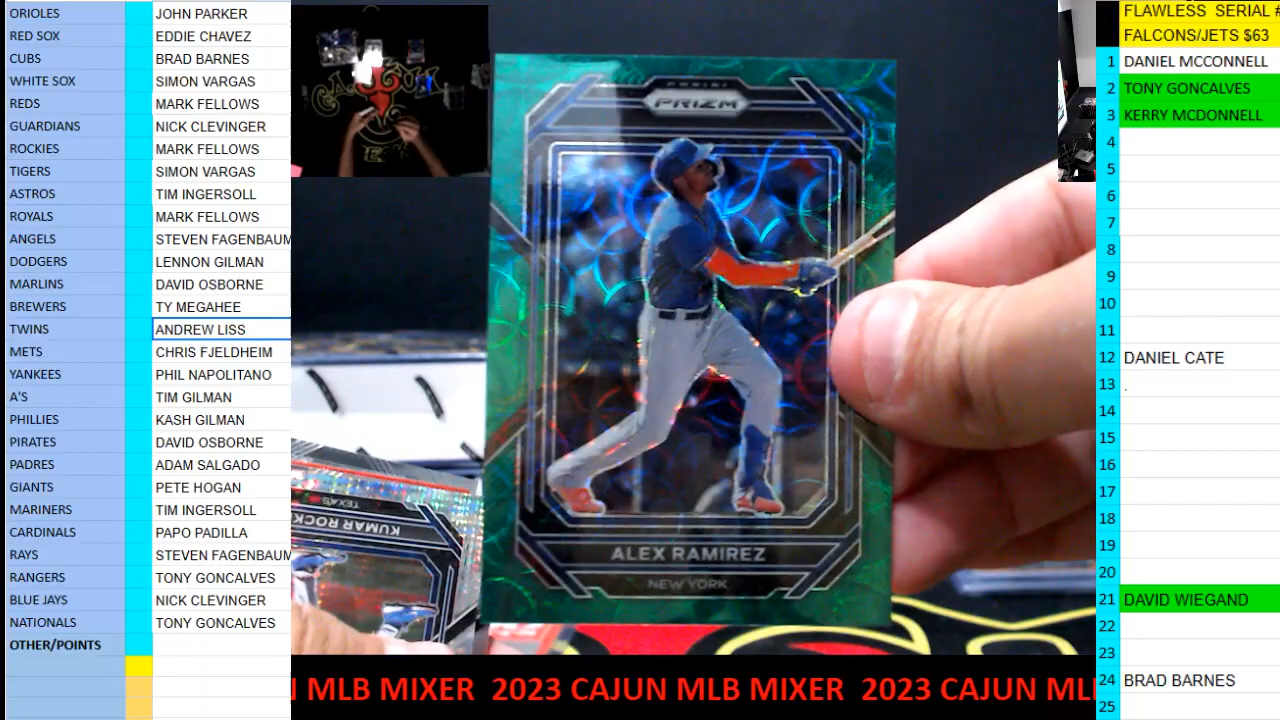 ORIOLES JOHN PARKER
RED SOX EDDIE CHAVEZ
CUBS BRAD BARNES
WHITE SOX SIMON VARGAS
REDS MARK FELLOWS
GUARDIANS NICK CLEVINGER
ROCKIES MARK FELLOWS
TIGERS SIMON VARGAS
ASTROS TIM INGERSOLL
ROYALS MARK FELLOWS
ANGELS STEVEN FAGENBAUM
DODGERS LENNON GILMAN
MARLINS DAVID OSBORNE
BREWERS TY MEGAHEE
TWINS ANDREW LISS
METS CHRIS FJELDHEIM
YANKEES PHIL NAPOLITANO
A'S TIM GILMAN
PHILLIES KASH GILMAN
PIRATES DAVID OSBORNE
PADRES ADAM SALGADO
GIANTS PETE HOGAN
MARINERS TIM INGERSOLL
CARDINALS PAPO PADILLA
RAYS STEVEN FAGENBAUM
RANGERS TONY GONCALVES
BLUE JAYS NICK CLEVINGER
NATIONALS TONY GONCALVES
OTHER/POINTS
CAJUN
PANINI
PRIZM
ALEX RAMIREZ
NEW YORK
TEXAS
KUMAR ROCK
MLB MIXER 2023 CAJUN MLB MIXER 2023 CAJUN
FLAWLESS SERIAL #
FALCONS/JETS $63
1 DANIEL MCCONNELL
2 TONY GONCALVES
3 KERRY MCDONNELL
4
5
6
7
8
9
10
11
12 DANIEL CATE
13 .
14
15
16
17
18
19
20
21 DAVID WIEGAND
22
23
24 BRAD BARNES
25